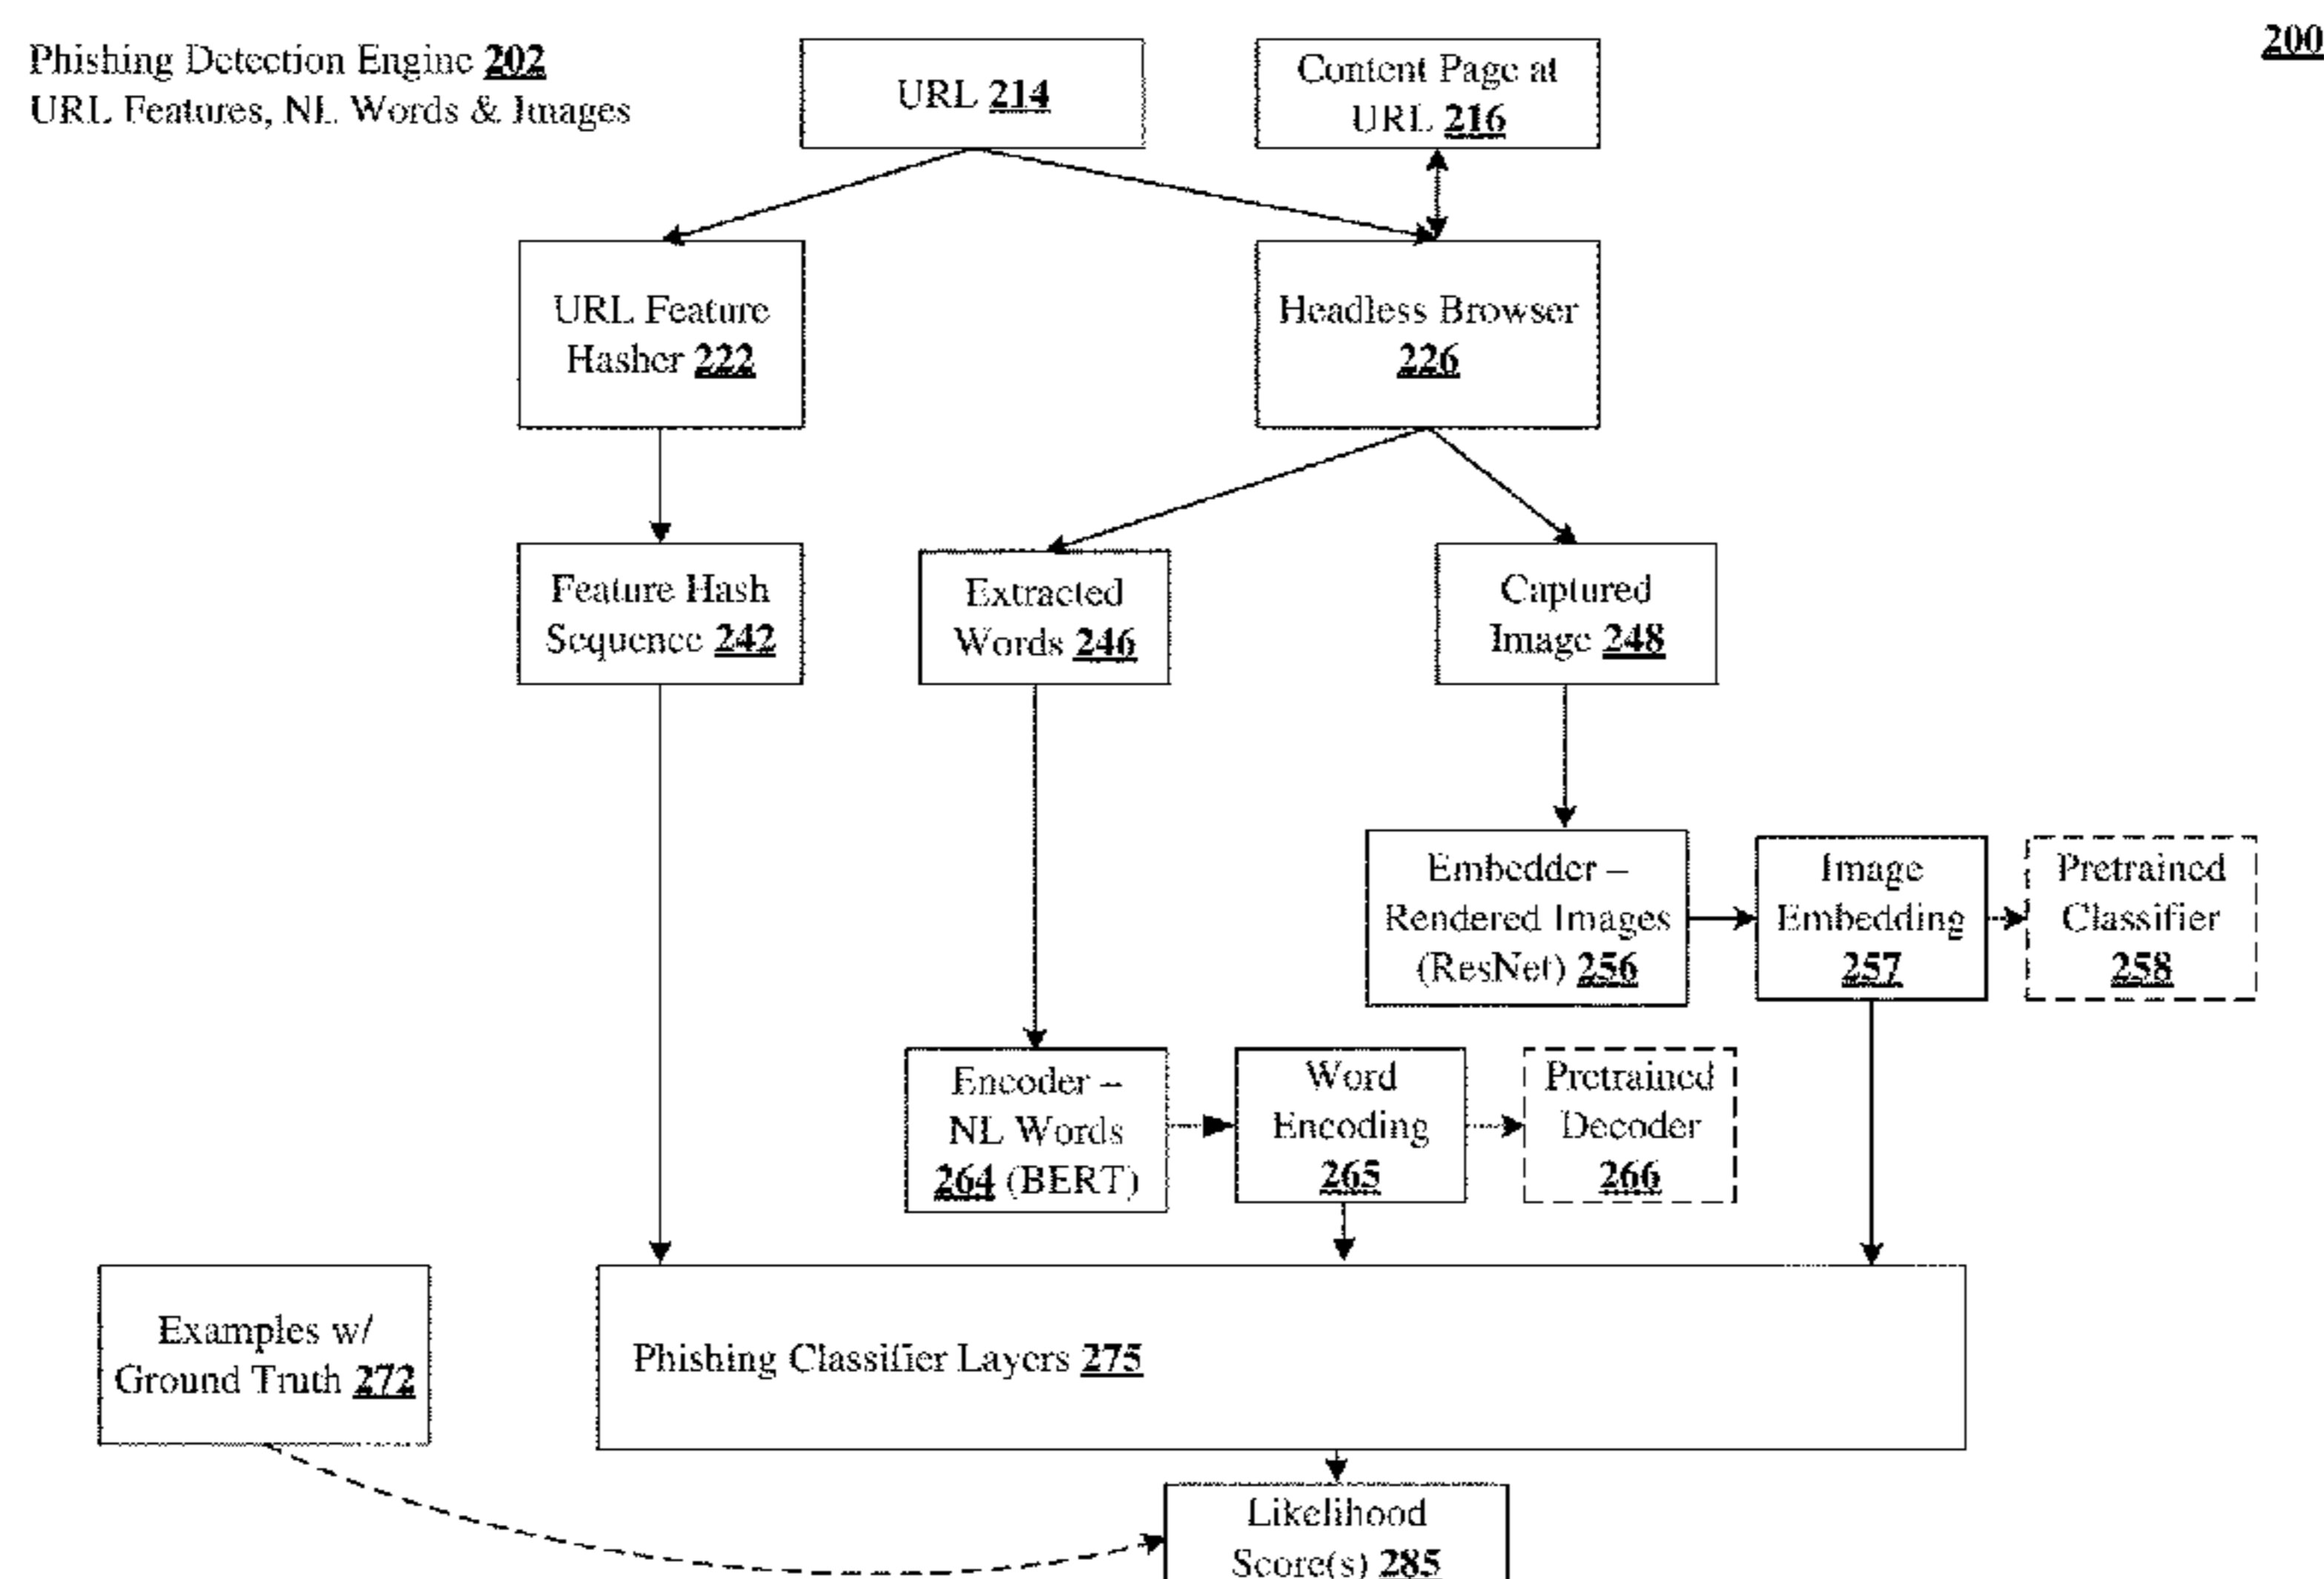 200
Phishing Detection Engine 202
URL Features, NL Words & Images
URL 214
Content Page at
URL 216
URL Feature
Hasher 222
Headless Browser
226
Feature Hash
Sequence 242
Extracted
Words 246
Captured
Image 248
Embedder –
Rendered Images
(ResNet) 256
Image
Embedding
257
Pretrained
Classifier
258
Encoder –
NL Words
264 (BERT)
Word
Encoding
265
Pretrained
Decoder
266
Examples w/
Ground Truth 272
Phishing Classifier Layers 275
Likelihood
Score(s) 285